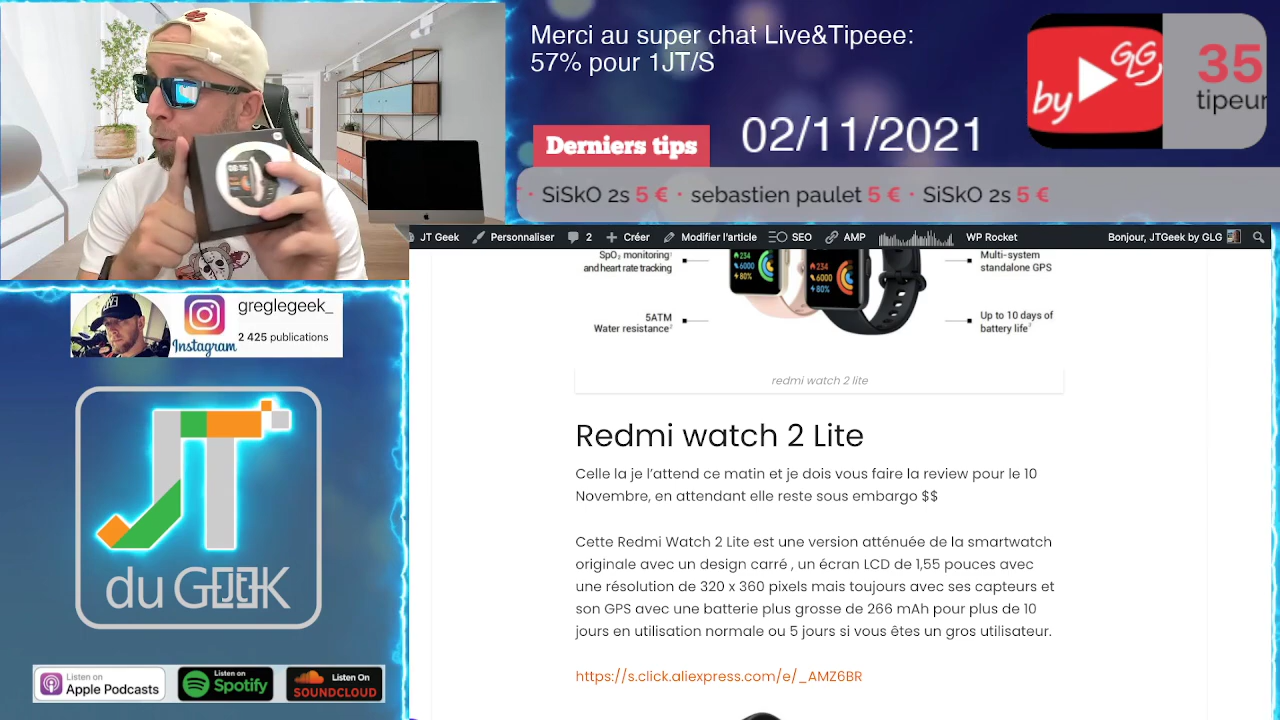 Merci au super chat Live&Tipeee:
57% pour 1JT/S
by GLG
35
tipeur
Derniers tips
02/11/2021
SiSkO 2s 5 € · sebastien paulet 5 € · SiSkO 2s 5 €
JT Geek Personnaliser 2 Créer Modifier l'article SEO AMP WP Rocket Bonjour, JTGeek by GLG
SpO₂ monitoring
and heart rate tracking
5ATM
Water resistance
Multi-system
standalone GPS
Up to 10 days of
battery life
redmi watch 2 lite
Redmi watch 2 Lite
Celle la je l'attend ce matin et je dois vous faire la review pour le 10
Novembre, en attendant elle reste sous embargo $$
Cette Redmi Watch 2 Lite est une version atténuée de la smartwatch
originale avec un design carré , un écran LCD de 1,55 pouces avec
une résolution de 320 x 360 pixels mais toujours avec ses capteurs et
son GPS avec une batterie plus grosse de 266 mAh pour plus de 10
jours en utilisation normale ou 5 jours si vous êtes un gros utilisateur.
https://s.click.aliexpress.com/e/_AMZ6BR
greglegeek_
Instagram
2 425 publications
JT
du GEEK
Listen on
Apple Podcasts
Listen on
Spotify
Listen On
SOUNDCLOUD